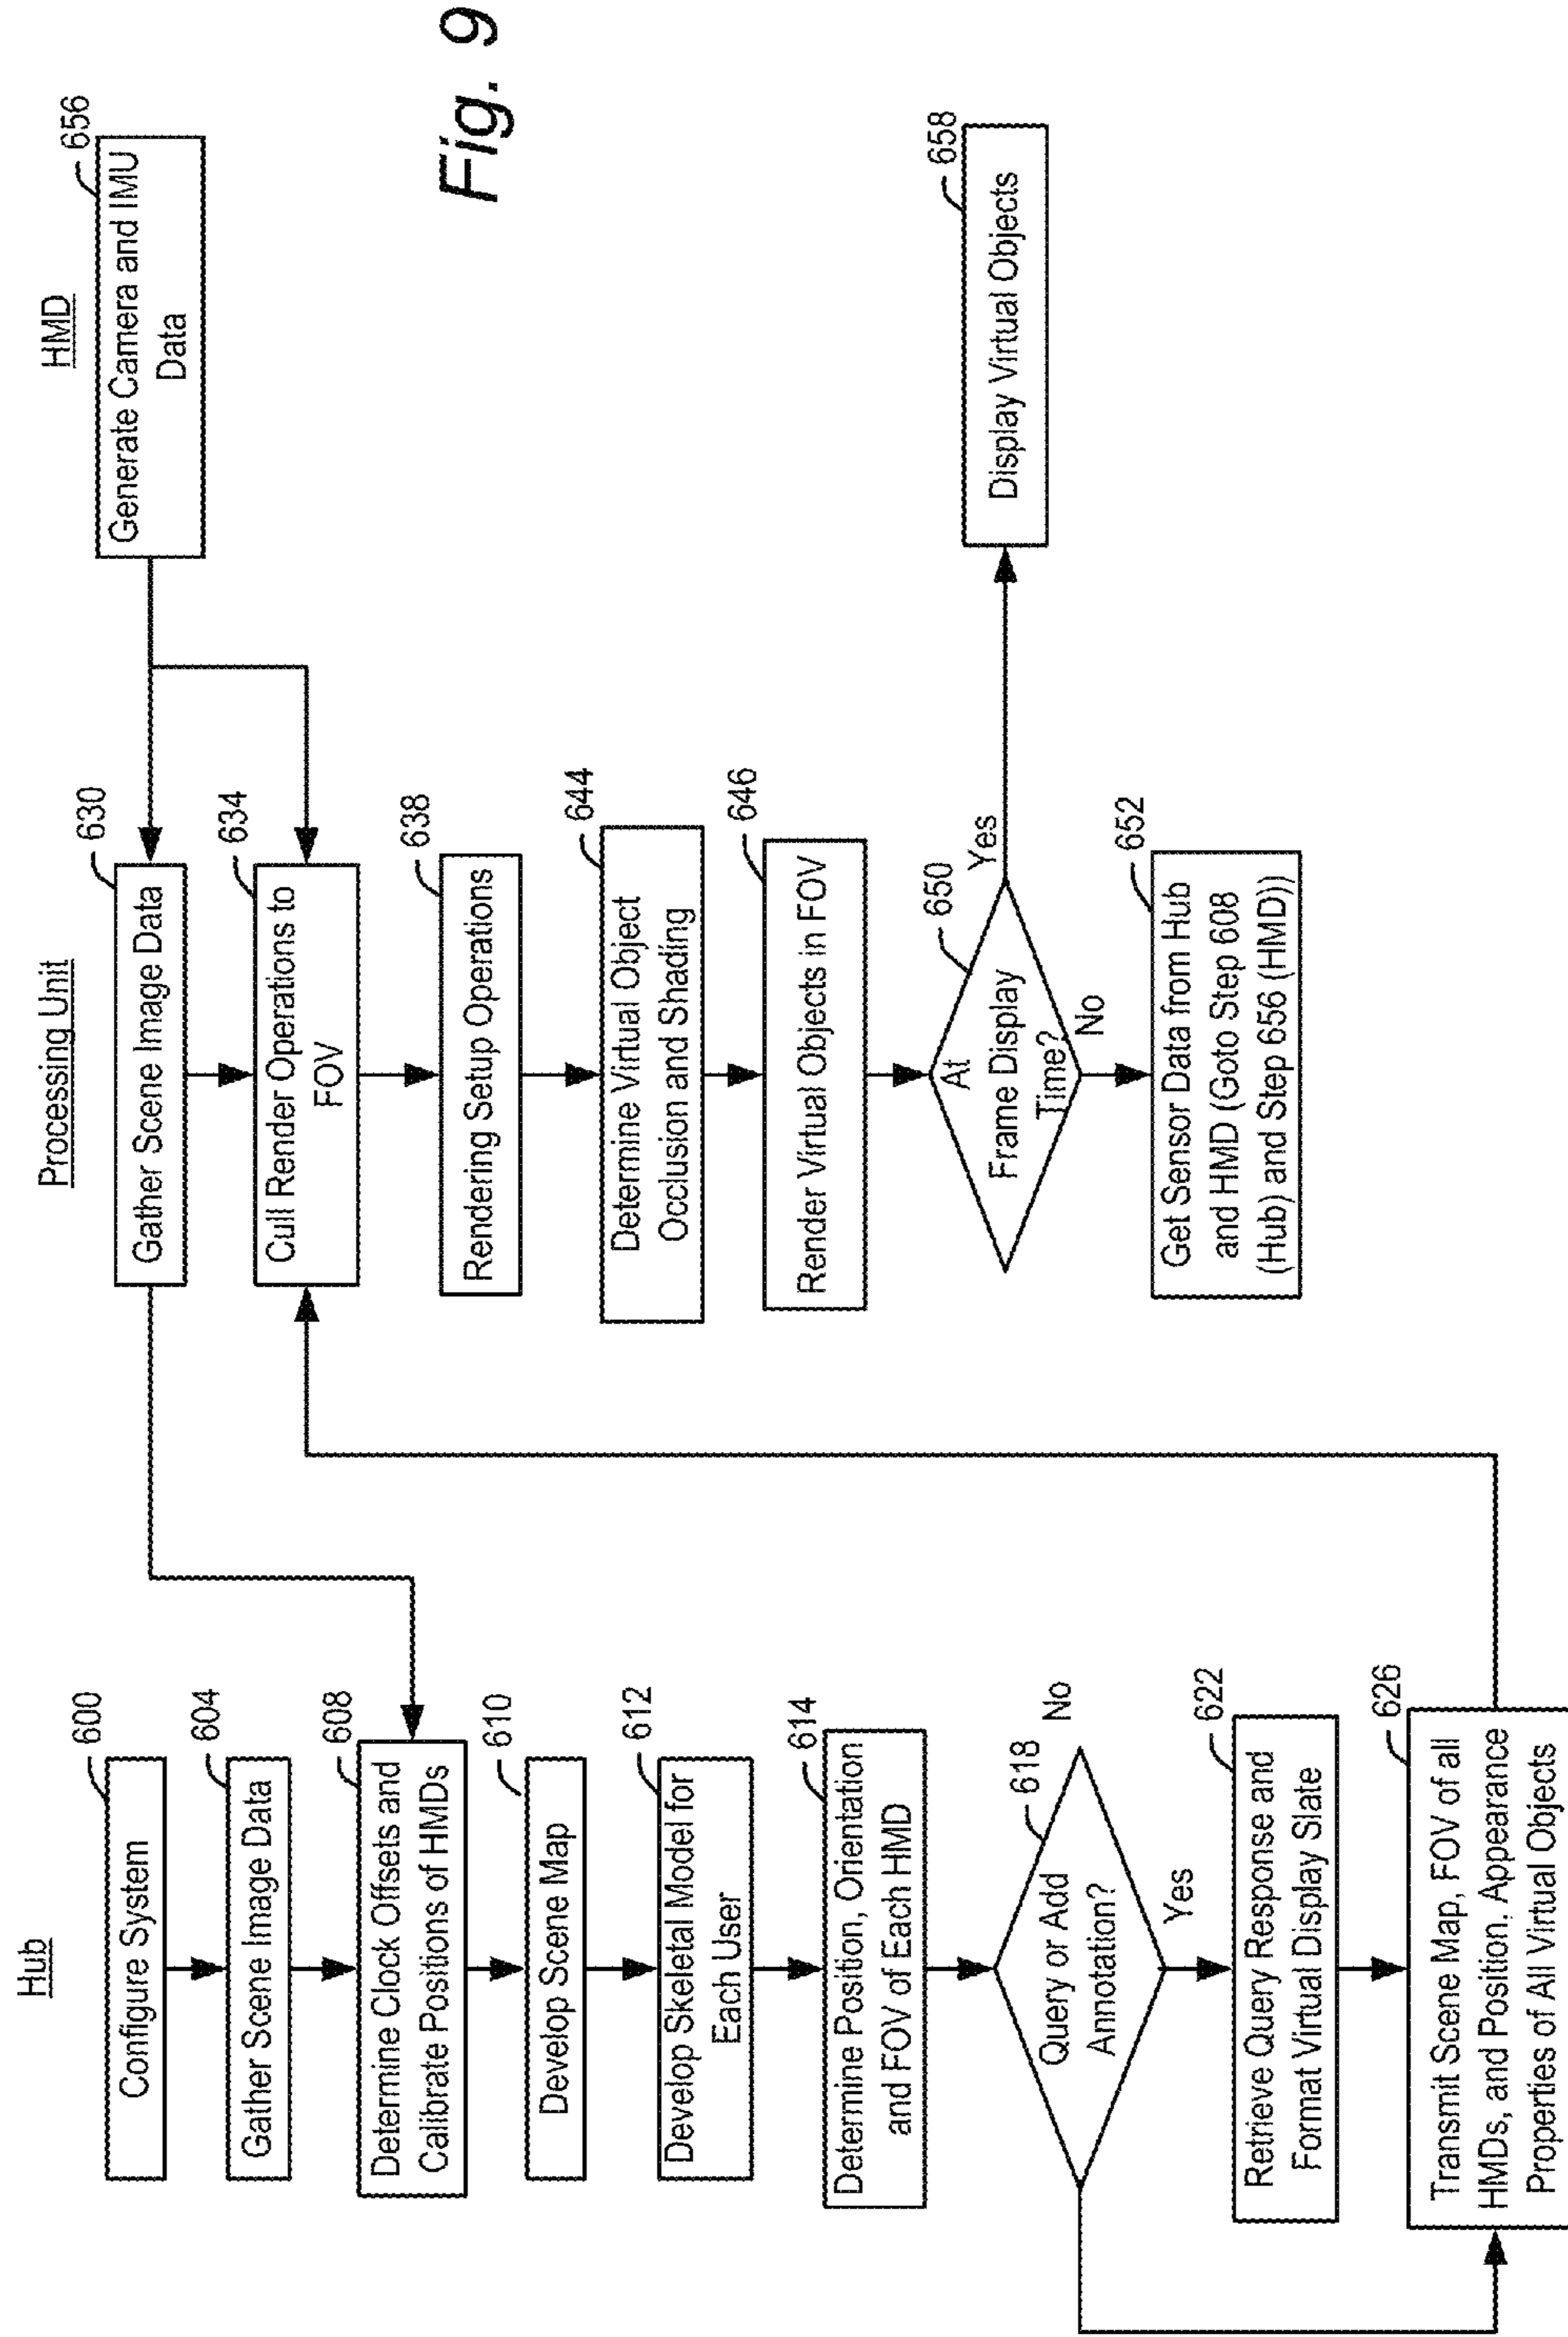 Hub
600
Configure System
604
Gather Scene Image Data
608
Determine Clock Offsets and
Calibrate Positions of HMDs
610
Develop Scene Map
612
Develop Skeletal Model for
Each User
614
Determine Position, Orientation
and FOV of Each HMD
618
No
Query or Add
Annotation?
Yes
622
Retrieve Query Response and
Format Virtual Display Slate
626
Transmit Scene Map, FOV of all
HMDs, and Position, Appearance
Properties of All Virtual Objects
Processing Unit
630
Gather Scene Image Data
634
Cull Render Operations to
FOV
638
Rendering Setup Operations
644
Determine Virtual Object
Occlusion and Shading
646
Render Virtual Objects in FOV
650
Yes
At
Frame Display
Time?
No
652
Get Sensor Data from Hub
and HMD (Goto Step 608
(Hub) and Step 656 (HMD))
HMD
656
Generate Camera and IMU
Data
658
Display Virtual Objects
Fig. 9